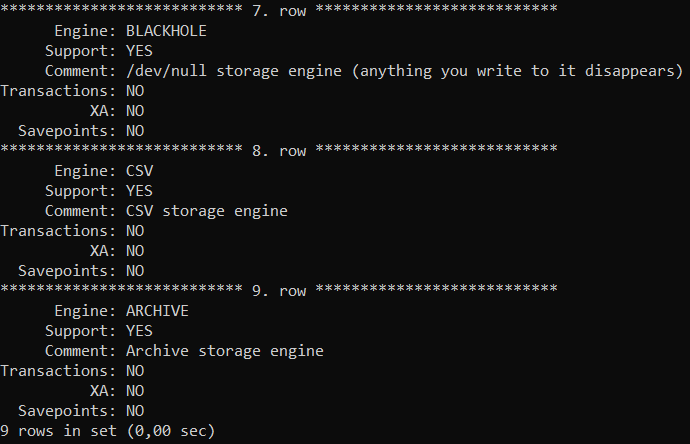 *************************** 7. row ***************************
      Engine: BLACKHOLE
     Support: YES
     Comment: /dev/null storage engine (anything you write to it disappears)
Transactions: NO
          XA: NO
  Savepoints: NO
*************************** 8. row ***************************
      Engine: CSV
     Support: YES
     Comment: CSV storage engine
Transactions: NO
          XA: NO
  Savepoints: NO
*************************** 9. row ***************************
      Engine: ARCHIVE
     Support: YES
     Comment: Archive storage engine
Transactions: NO
          XA: NO
  Savepoints: NO
9 rows in set (0,00 sec)